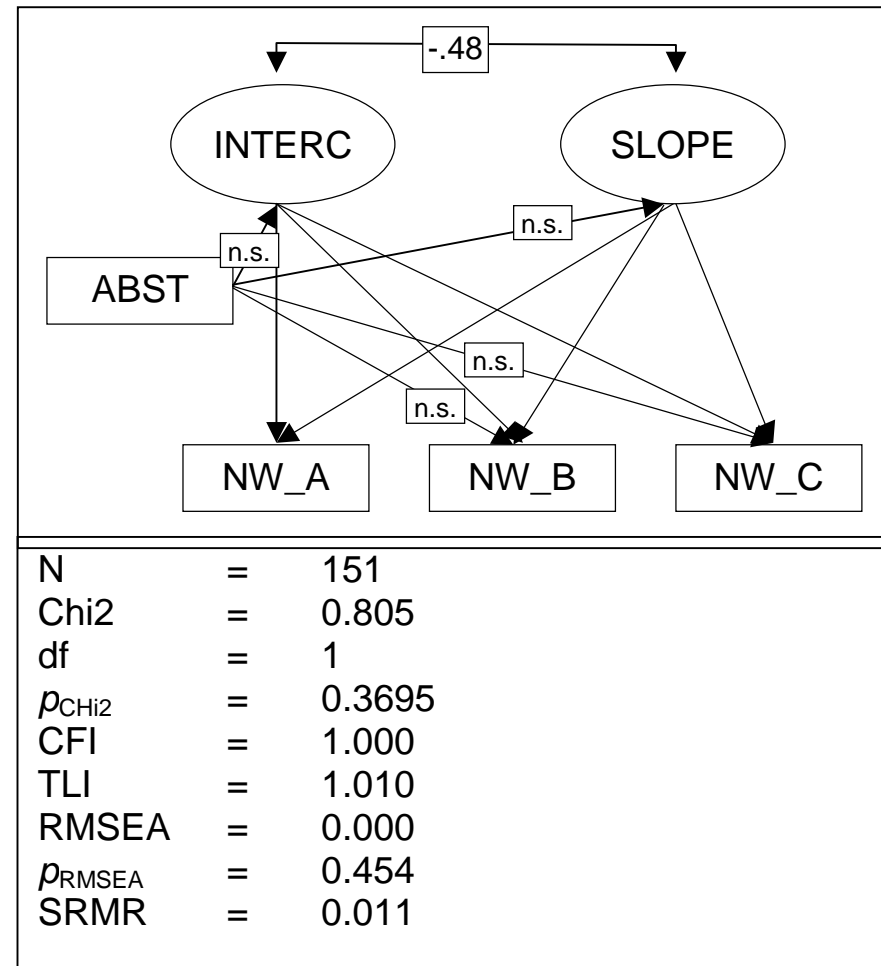 -.48
INTERC SLOPE
n.s.
n.s.
ABST
n.s.
n.s.
NW_A NW_B NW_C
N = 151
Chi2 = 0.805
df = 1
pCHi2 = 0.3695
CFI = 1.000
TLI = 1.010
RMSEA = 0.000
pRMSEA = 0.454
SRMR = 0.011